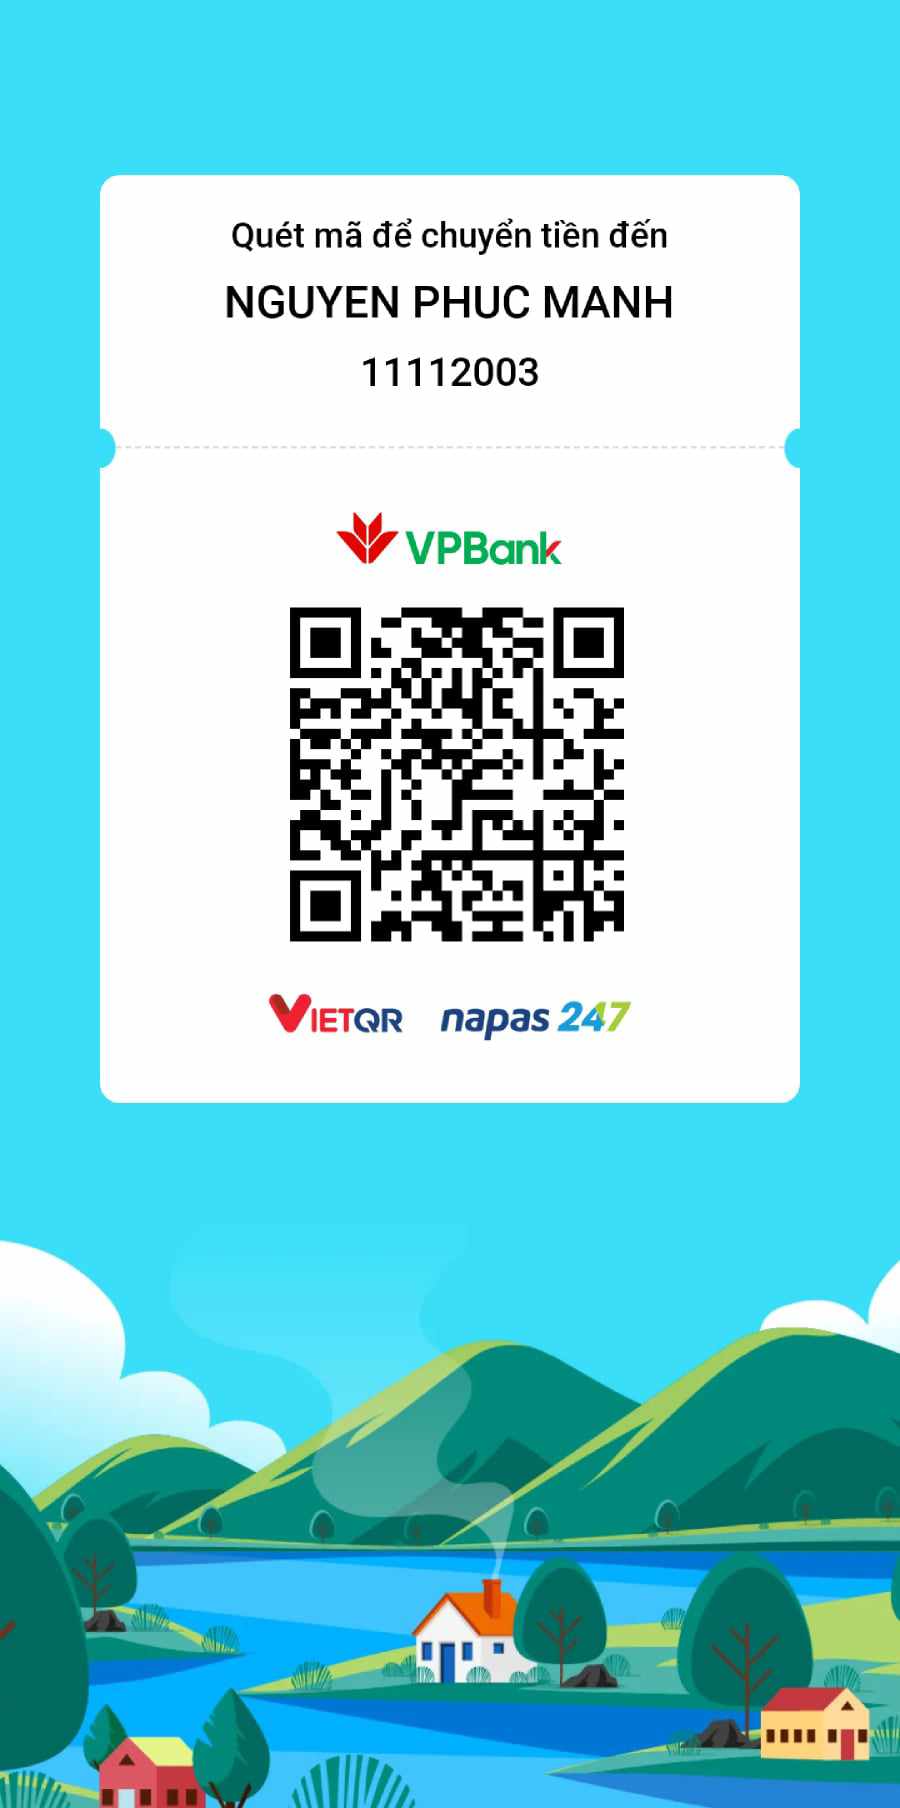 Quét mã để chuyển tiền đến
NGUYEN PHUC MANH
11112003
VPBank
VIETQR napas 247